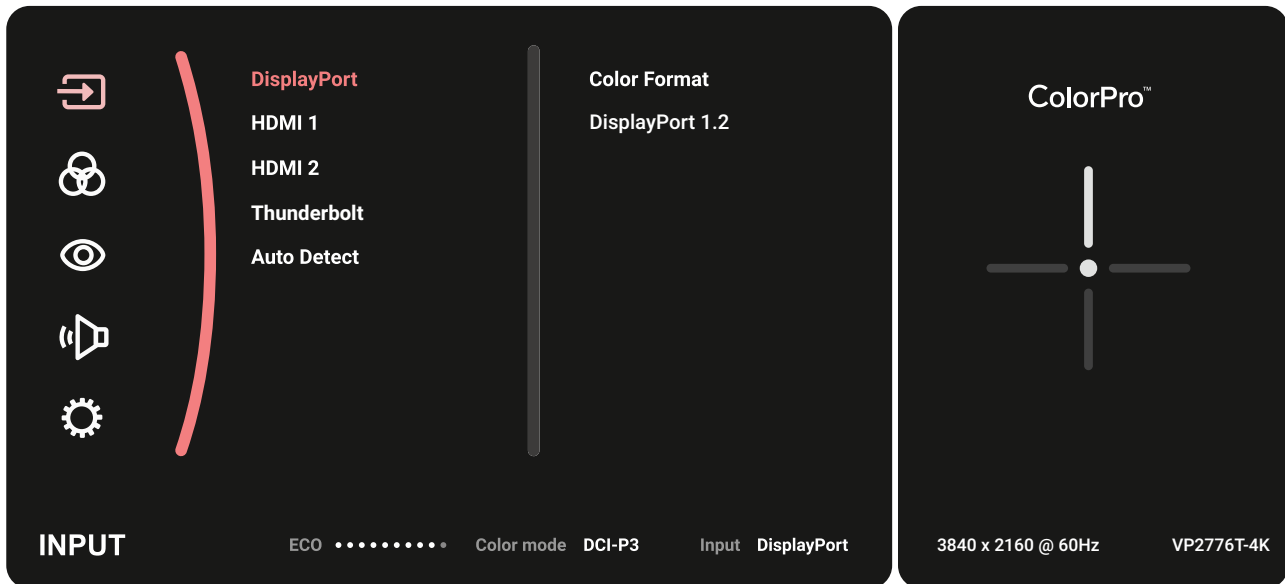 DisplayPort
HDMI 1
HDMI 2
Thunderbolt
Auto Detect
Color Format
DisplayPort 1.2
INPUT
ECO
Color mode DCI-P3
Input DisplayPort
ColorPro™
3840 x 2160 @ 60Hz
VP2776T-4K